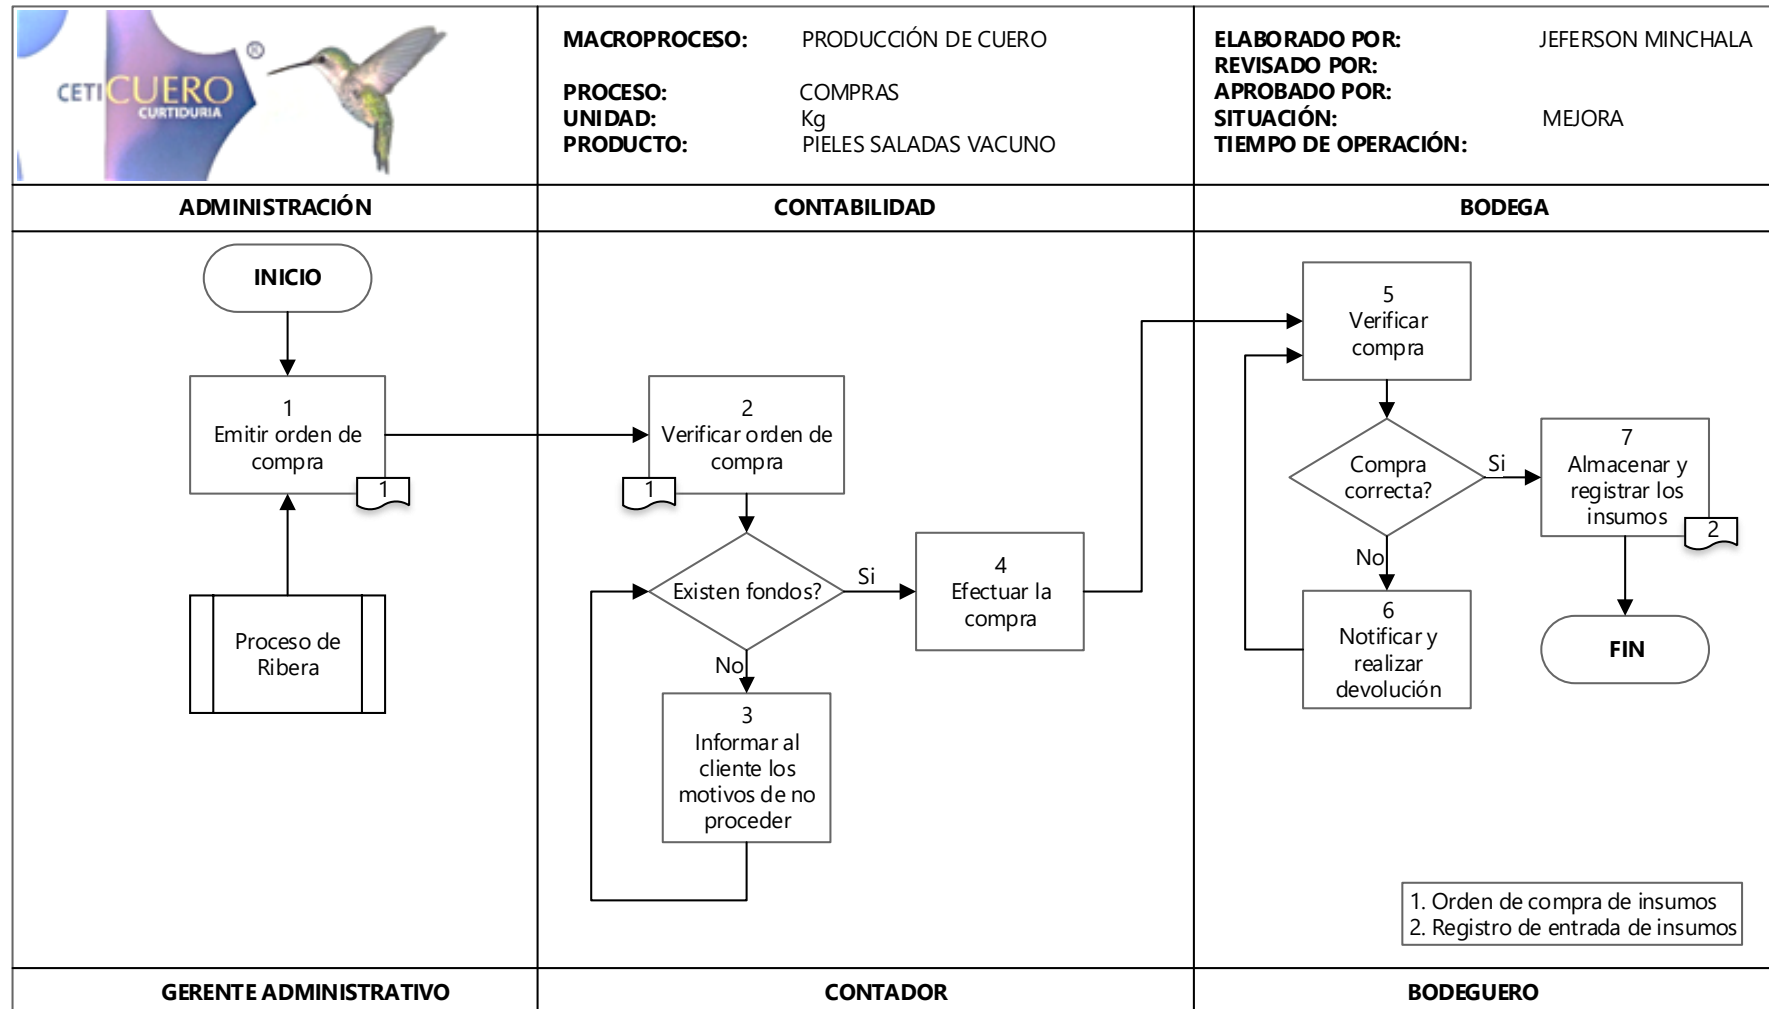 CETICUERO ®
CURTIDURIA
MACROPROCESO: PRODUCCIÓN DE CUERO
PROCESO: COMPRAS
UNIDAD: Kg
PRODUCTO: PIELES SALADAS VACUNO
ELABORADO POR: JEFERSON MINCHALA
REVISADO POR:
APROBADO POR:
SITUACIÓN: MEJORA
TIEMPO DE OPERACIÓN:
ADMINISTRACIÓN
CONTABILIDAD
BODEGA
INICIO
1
Emitir orden de
compra
1
Proceso de
Ribera
2
Verificar orden de
compra
1
Existen fondos?
Si
No
3
Informar al
cliente los
motivos de no
proceder
4
Efectuar la
compra
5
Verificar
compra
Compra
correcta?
Si
No
6
Notificar y
realizar
devolución
7
Almacenar y
registrar los
insumos
2
FIN
1. Orden de compra de insumos
2. Registro de entrada de insumos
GERENTE ADMINISTRATIVO
CONTADOR
BODEGUERO